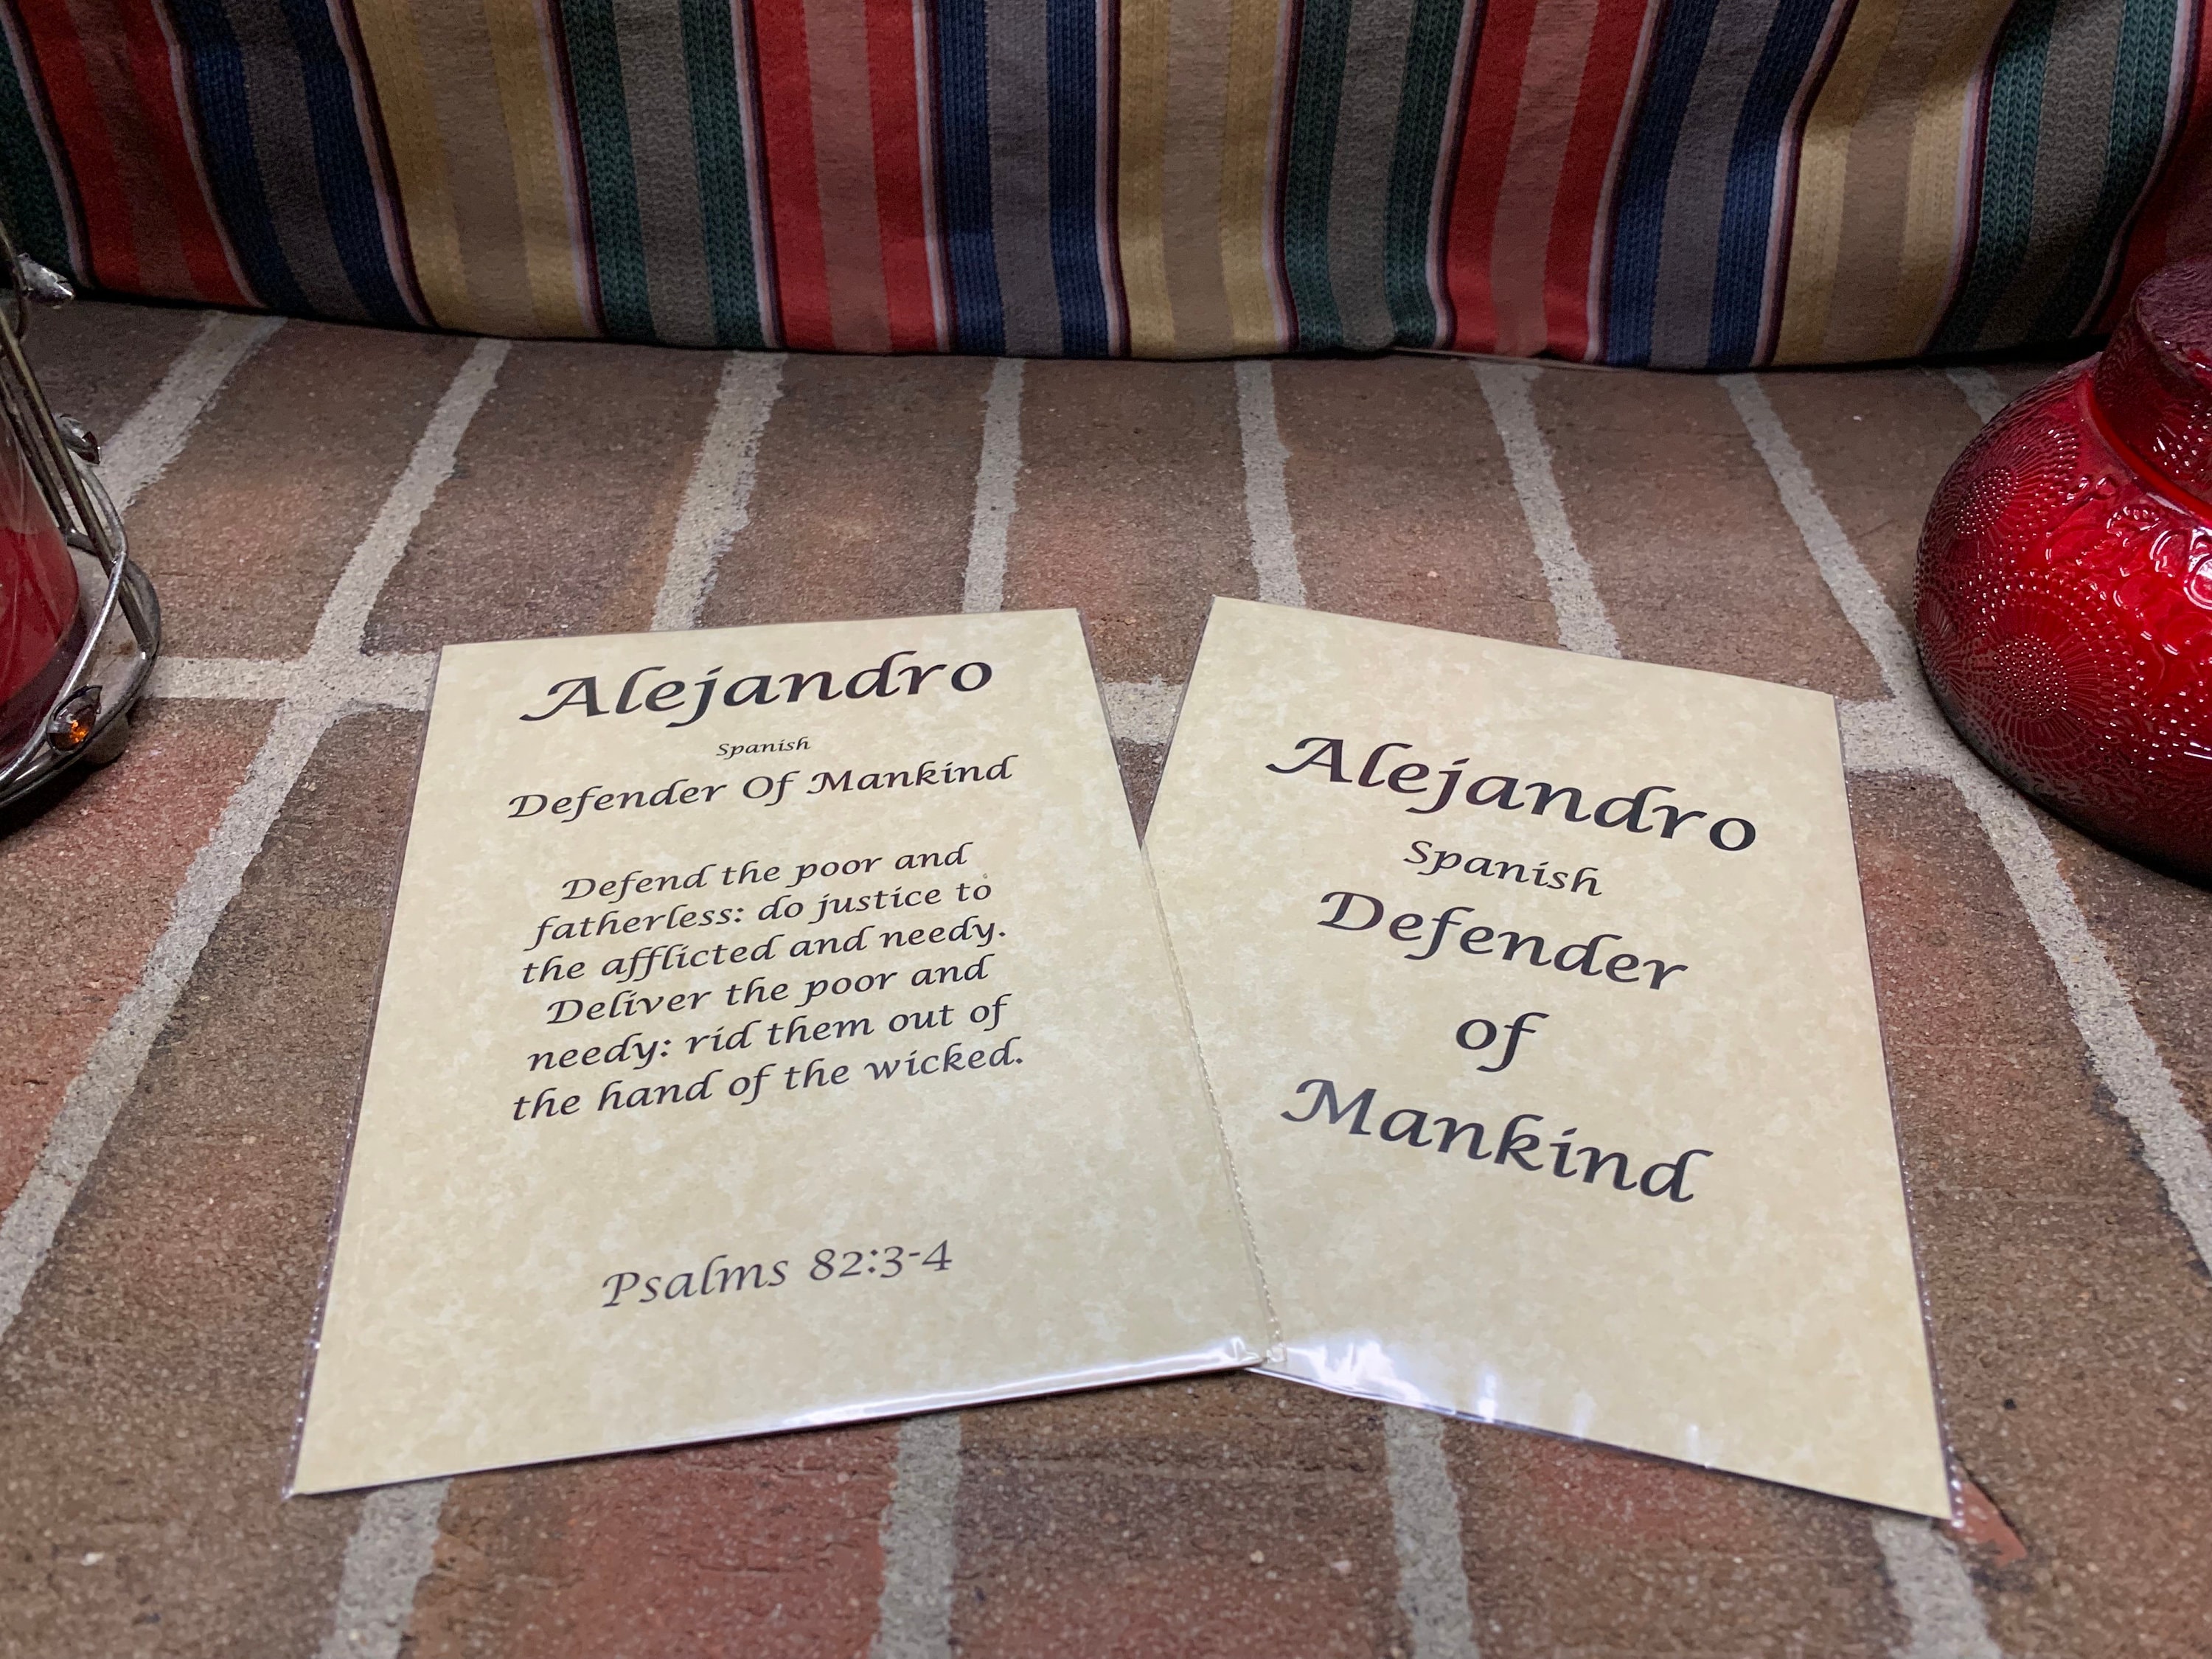 Alejandro
Spanish
Defender Of Mankind
Defend the poor and
fatherless: do justice to
the afflicted and needy.
Deliver the poor and
needy: rid them out of
the hand of the wicked.
Psalms 82:3-4
Alejandro
Spanish
Defender
of
Mankind